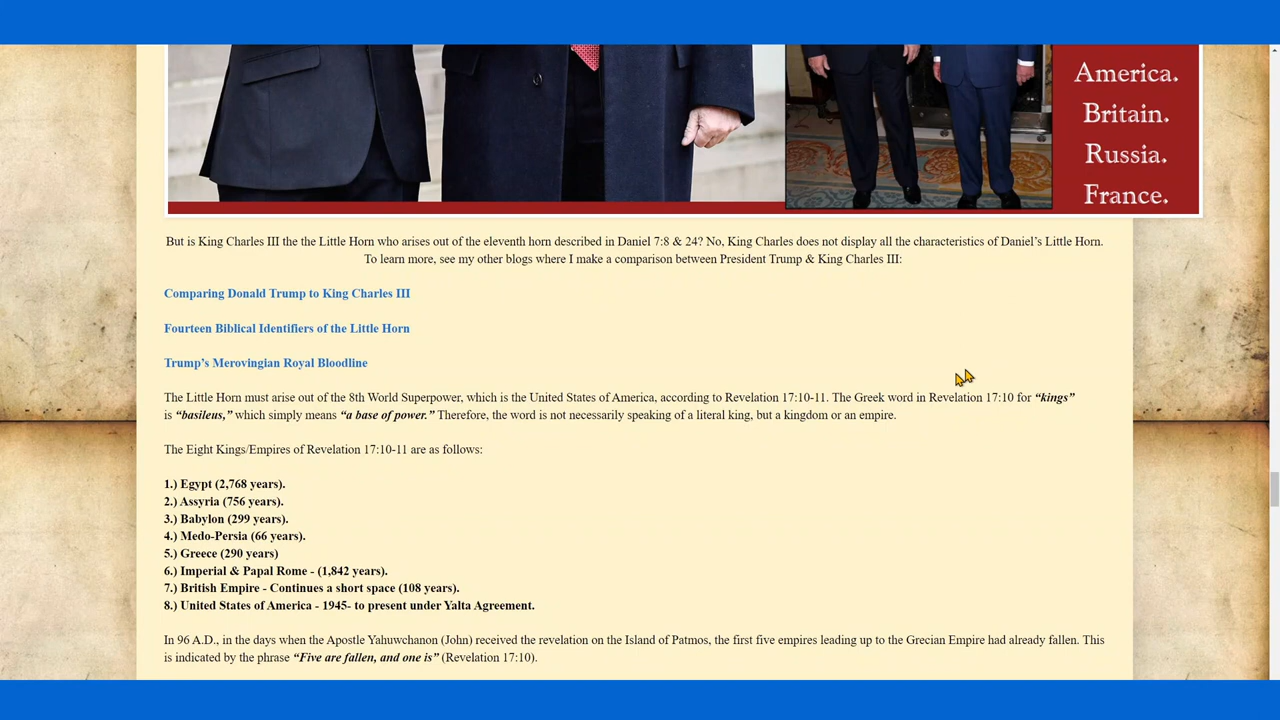 America.
Britain.
Russia.
France.
But is King Charles III the the Little Horn who arises out of the eleventh horn described in Daniel 7:8 & 24? No, King Charles does not display all the characteristics of Daniel’s Little Horn.
To learn more, see my other blogs where I make a comparison between President Trump & King Charles III:
Comparing Donald Trump to King Charles III
Fourteen Biblical Identifiers of the Little Horn
Trump’s Merovingian Royal Bloodline
The Little Horn must arise out of the 8th World Superpower, which is the United States of America, according to Revelation 17:10-11. The Greek word in Revelation 17:10 for “kings”
is “basileus,” which simply means “a base of power.” Therefore, the word is not necessarily speaking of a literal king, but a kingdom or an empire.
The Eight Kings/Empires of Revelation 17:10-11 are as follows:
1.) Egypt (2,768 years).
2.) Assyria (756 years).
3.) Babylon (299 years).
4.) Medo-Persia (66 years).
5.) Greece (290 years)
6.) Imperial & Papal Rome - (1,842 years).
7.) British Empire - Continues a short space (108 years).
8.) United States of America - 1945- to present under Yalta Agreement.
In 96 A.D., in the days when the Apostle Yahuwchanon (John) received the revelation on the Island of Patmos, the first five empires leading up to the Grecian Empire had already fallen. This
is indicated by the phrase “Five are fallen, and one is” (Revelation 17:10).